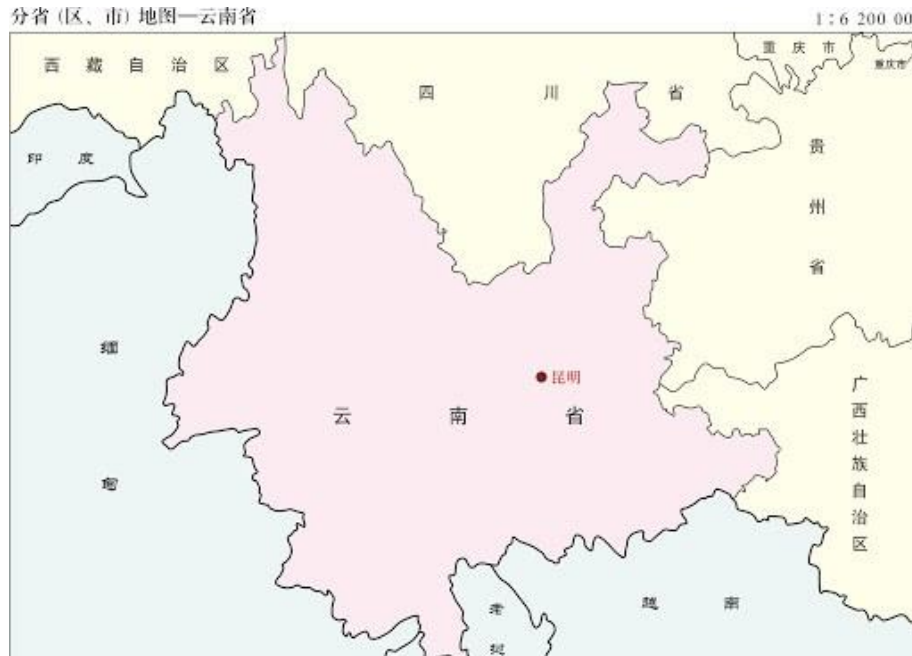 分省（区、市）地图—云南省
1:6 200 00
西藏自治区
四川省
重庆市
重庆市
印度
贵州省
缅甸
昆明
云南省
广西壮族自治区
越南
老挝